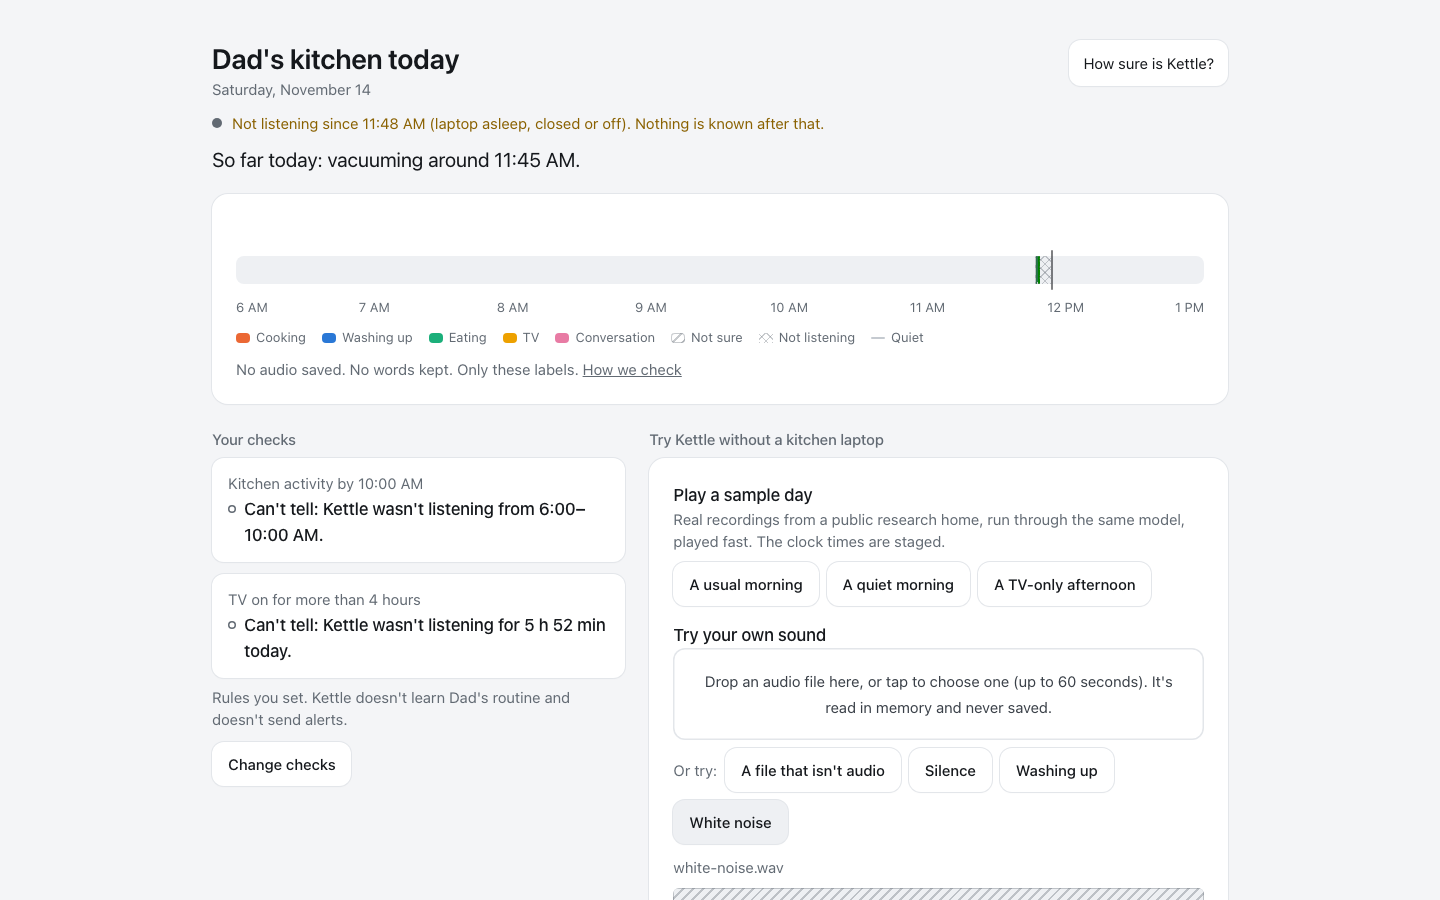 Dad's kitchen today
How sure is Kettle?
Saturday, November 14
Not listening since 11:48 AM (laptop asleep, closed or off). Nothing is known after that.
So far today: vacuuming around 11:45 AM.
6 AM 7 AM 8 AM 9 AM 10 AM 11 AM 12 PM 1 PM
Cooking Washing up Eating TV Conversation Not sure Not listening Quiet
No audio saved. No words kept. Only these labels. How we check
Your checks
Kitchen activity by 10:00 AM
Can't tell: Kettle wasn't listening from 6:00–
10:00 AM.
TV on for more than 4 hours
Can't tell: Kettle wasn't listening for 5 h 52 min
today.
Rules you set. Kettle doesn't learn Dad's routine and
doesn't send alerts.
Change checks
Try Kettle without a kitchen laptop
Play a sample day
Real recordings from a public research home, run through the same model,
played fast. The clock times are staged.
A usual morning A quiet morning A TV-only afternoon
Try your own sound
Drop an audio file here, or tap to choose one (up to 60 seconds). It's
read in memory and never saved.
Or try: A file that isn't audio Silence Washing up
White noise
white-noise.wav